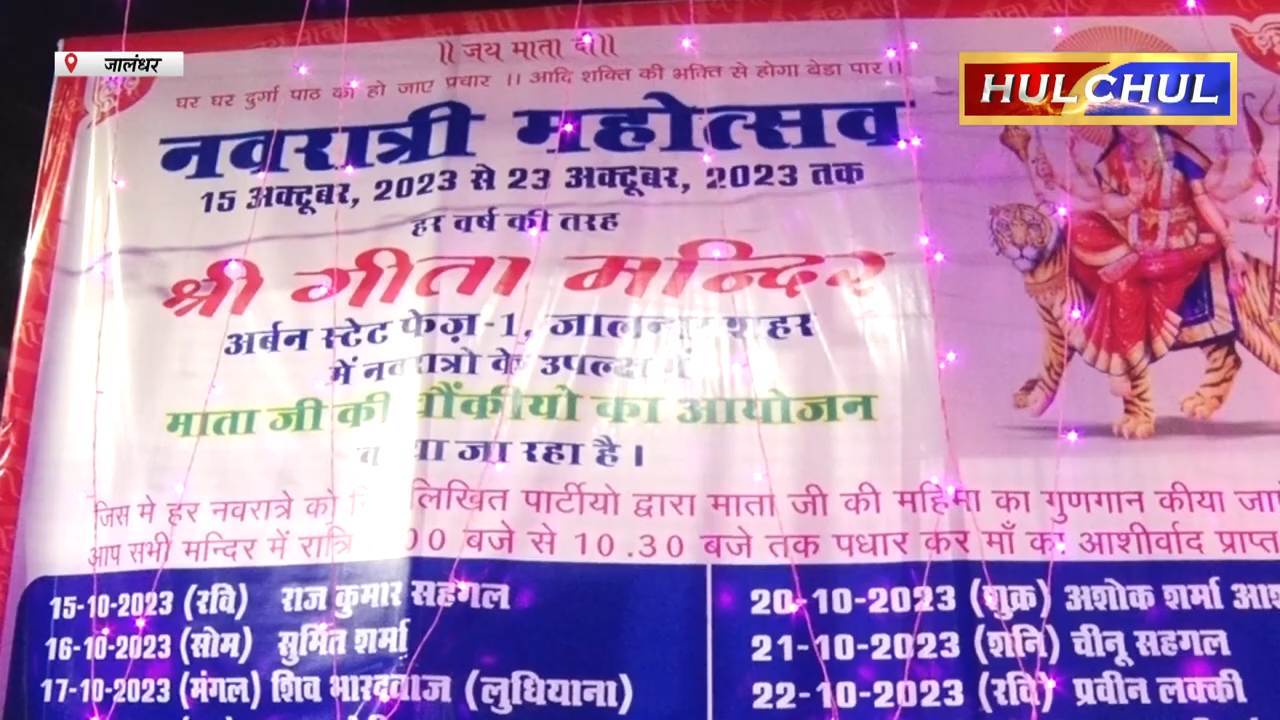 जालंधर
HULCHUL
|| जय माता दी ||
घर घर दुर्गा पाठ का हो जाए प्रचार ।। आदि शक्ति की भक्ति से होगा बेडा पार।।
नवरात्री महोत्सव
15 अक्टूबर, 2023 से 23 अक्टूबर, 2023 तक
हर वर्ष की तरह
श्री गीता मन्दिर
अर्बन स्टेट फेज़-1, जालन्धर शहर
में नवरात्रो के उपलक्ष में
माता जी की चौंकीयो का आयोजन
जा रहा है।
जिस मे हर नवरात्रे को लिखित पार्टीयो द्वारा माता जी की महिमा का गुणगान कीया
आप सभी मन्दिर में रात्रि 00 बजे से 10.30 बजे तक पधार कर माँ का आशीर्वाद प्राप्त
15-10-2023 (रवि) राज कुमार सहगल
16-10-2023 (सोम) सुमित शर्मा
17-10-2023 (मंगल) शिव भारद्वाज (लुधियाना)
20-10-2023 (शुक्र) अशोक शर्मा
21-10-2023 (शनि) चीनू सहगल
22-10-2023 (रवि) प्रवीन लक्की